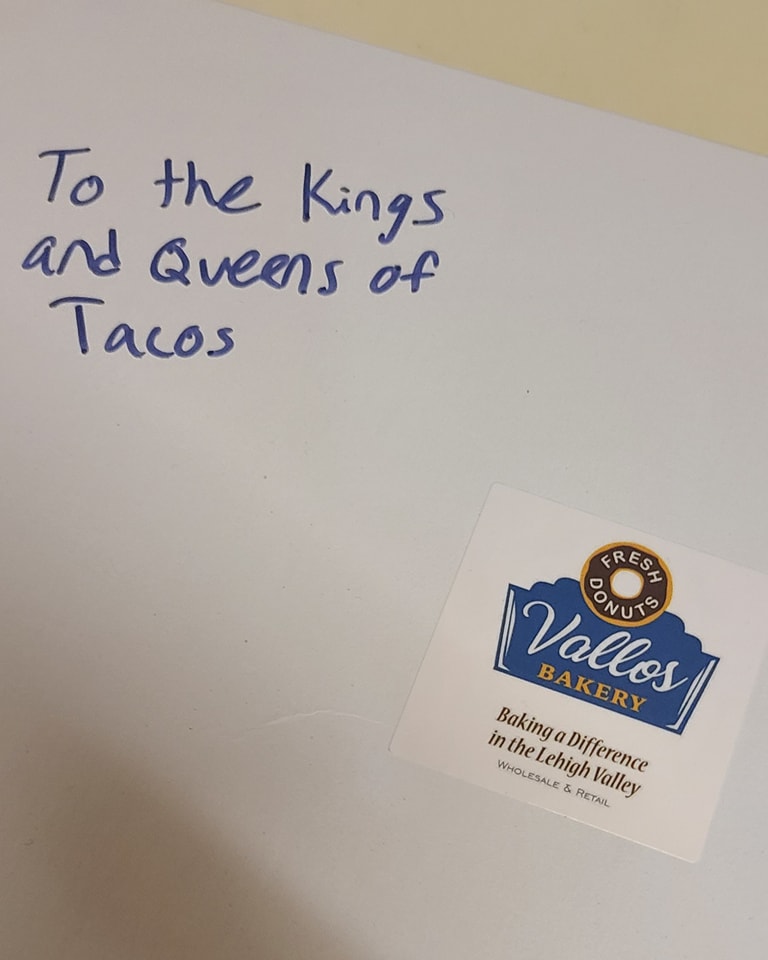 To the Kings
and Queens of
Tacos
FRESH
DONUTS
Vallos
BAKERY
Baking a Difference
in the Lehigh Valley
WHOLESALE & RETAIL